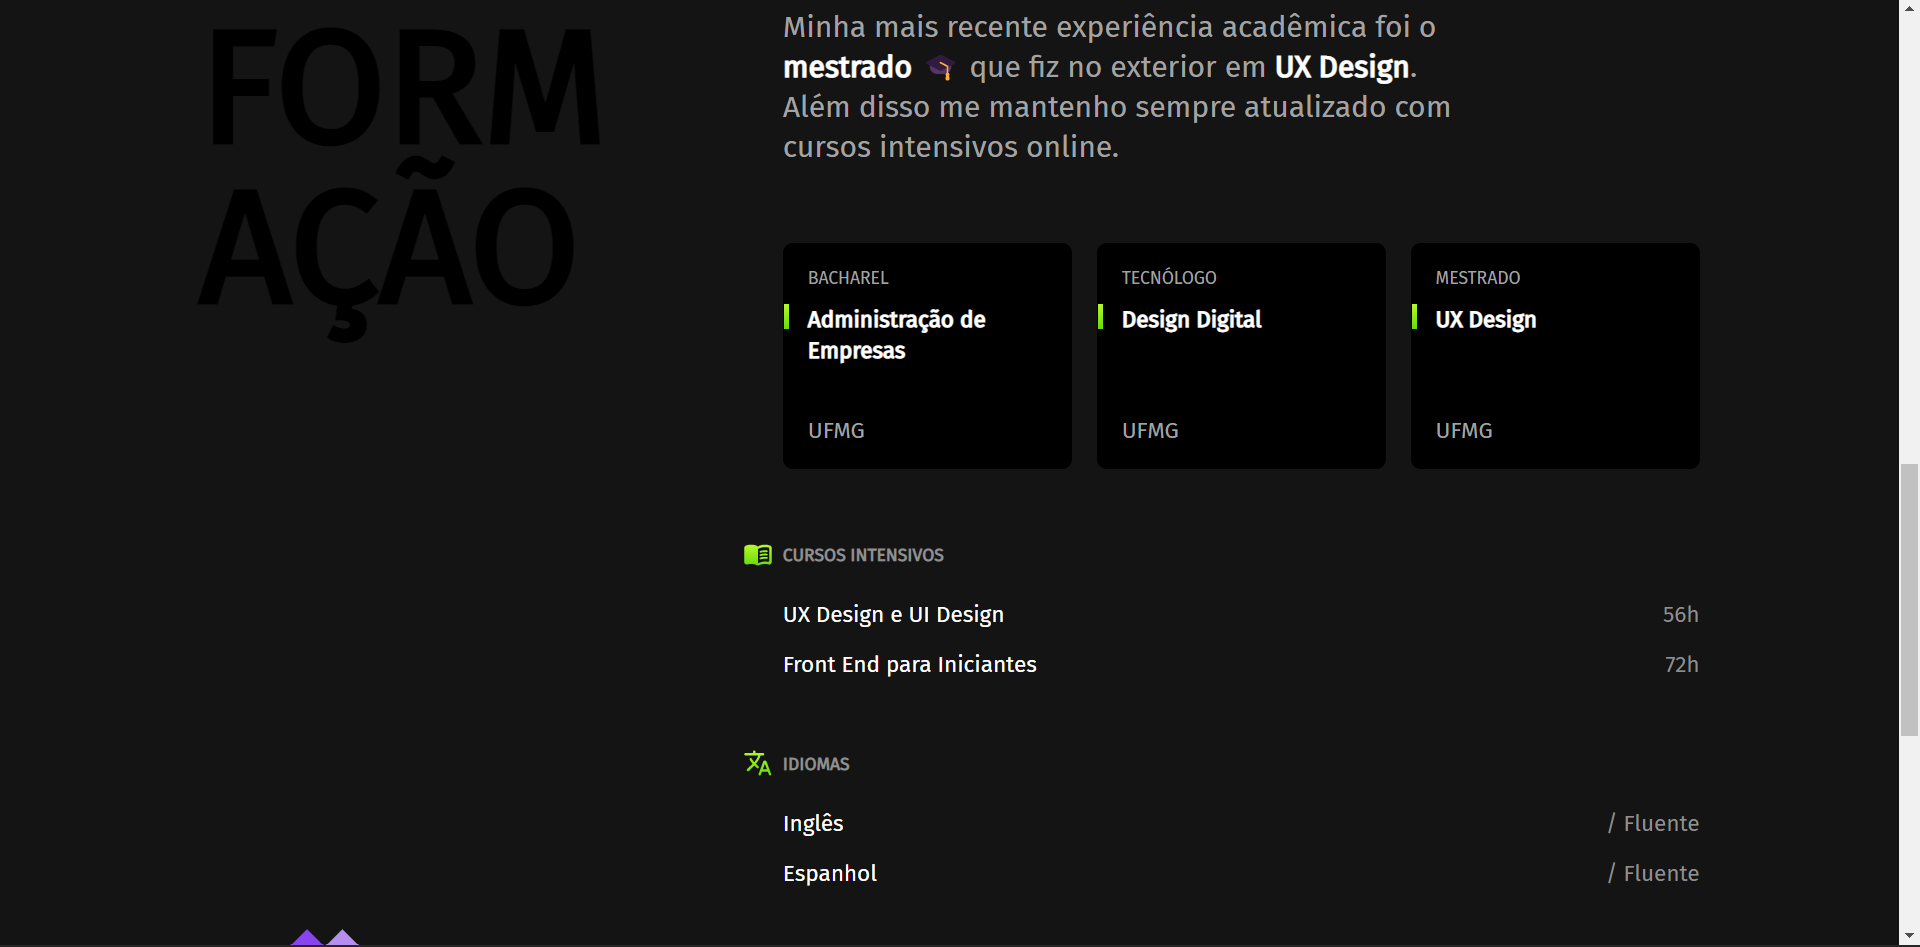 FORM
AÇÃO
Minha mais recente experiência acadêmica foi o
mestrado 🎓 que fiz no exterior em UX Design.
Além disso me mantenho sempre atualizado com
cursos intensivos online.
BACHAREL
Administração de
Empresas
UFMG
TECNÓLOGO
Design Digital
UFMG
MESTRADO
UX Design
UFMG
CURSOS INTENSIVOS
UX Design e UI Design 56h
Front End para Iniciantes 72h
IDIOMAS
Inglês / Fluente
Espanhol / Fluente